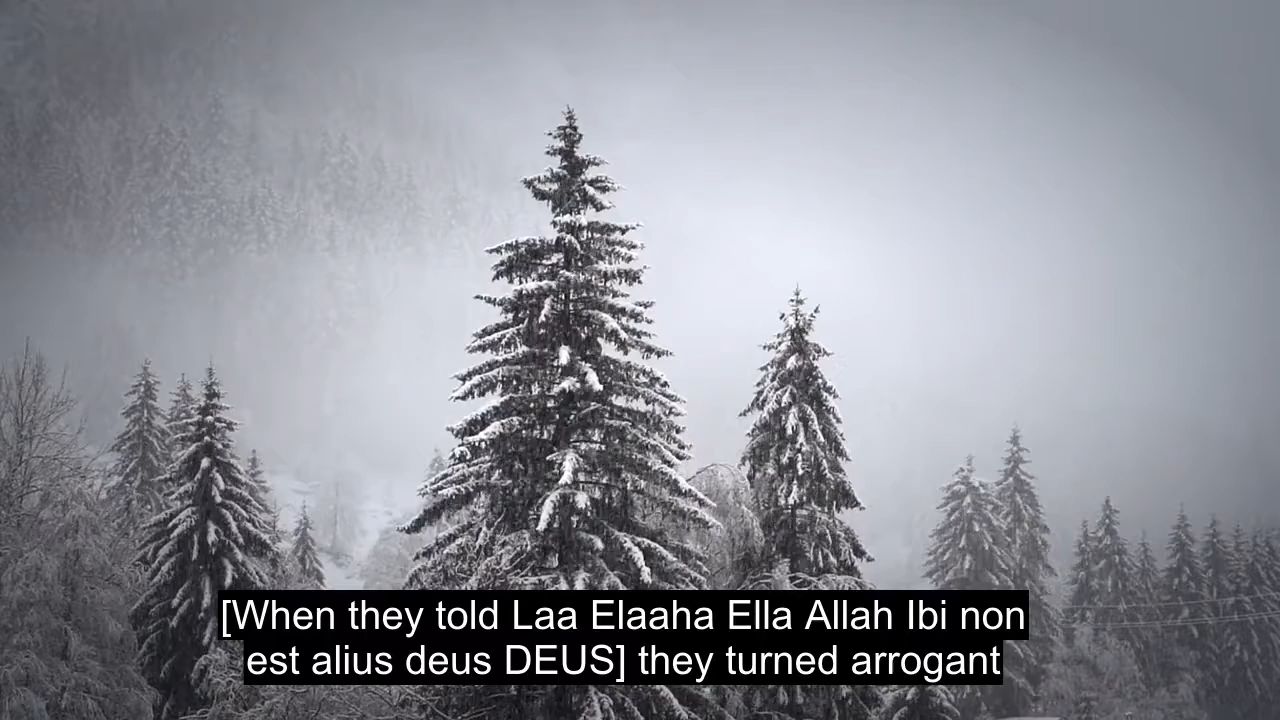 [When they told Laa Elaaha Ella Allah Ibi non
est alius deus DEUS] they turned arrogant